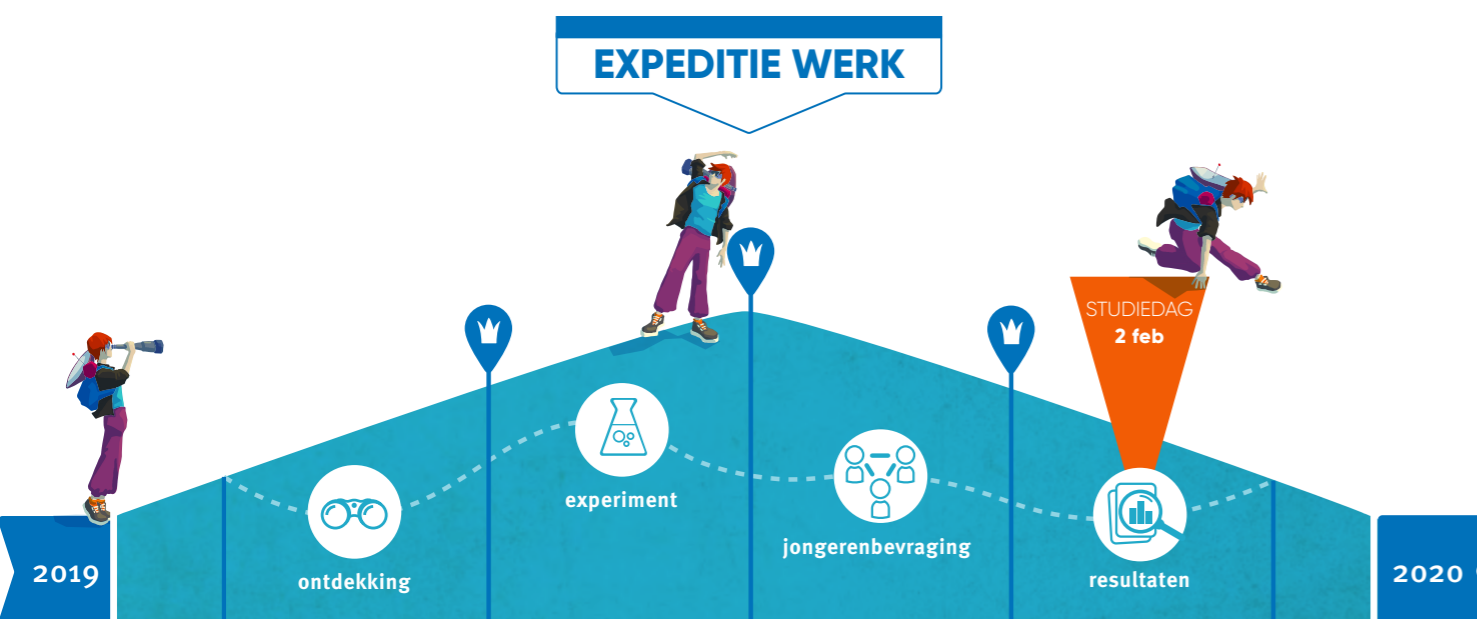 EXPEDITIE WERK
STUDIEDAG
2 feb
experiment
jongerenbevraging
ontdekking
resultaten
2019
2020